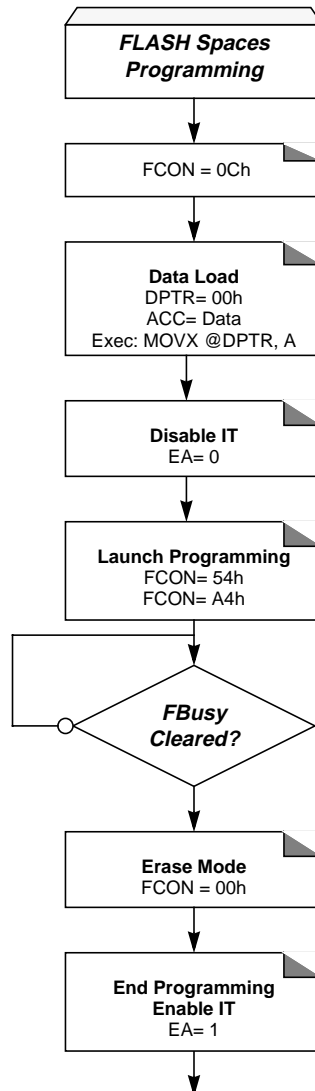 FLASH Spaces
Programming
FCON = 0Ch
Data Load
DPTR= 00h
ACC= Data
Exec: MOVX @DPTR, A
Disable IT
EA= 0
Launch Programming
FCON= 54h
FCON= A4h
FBusy
Cleared?
Erase Mode
FCON = 00h
End Programming
Enable IT
EA= 1